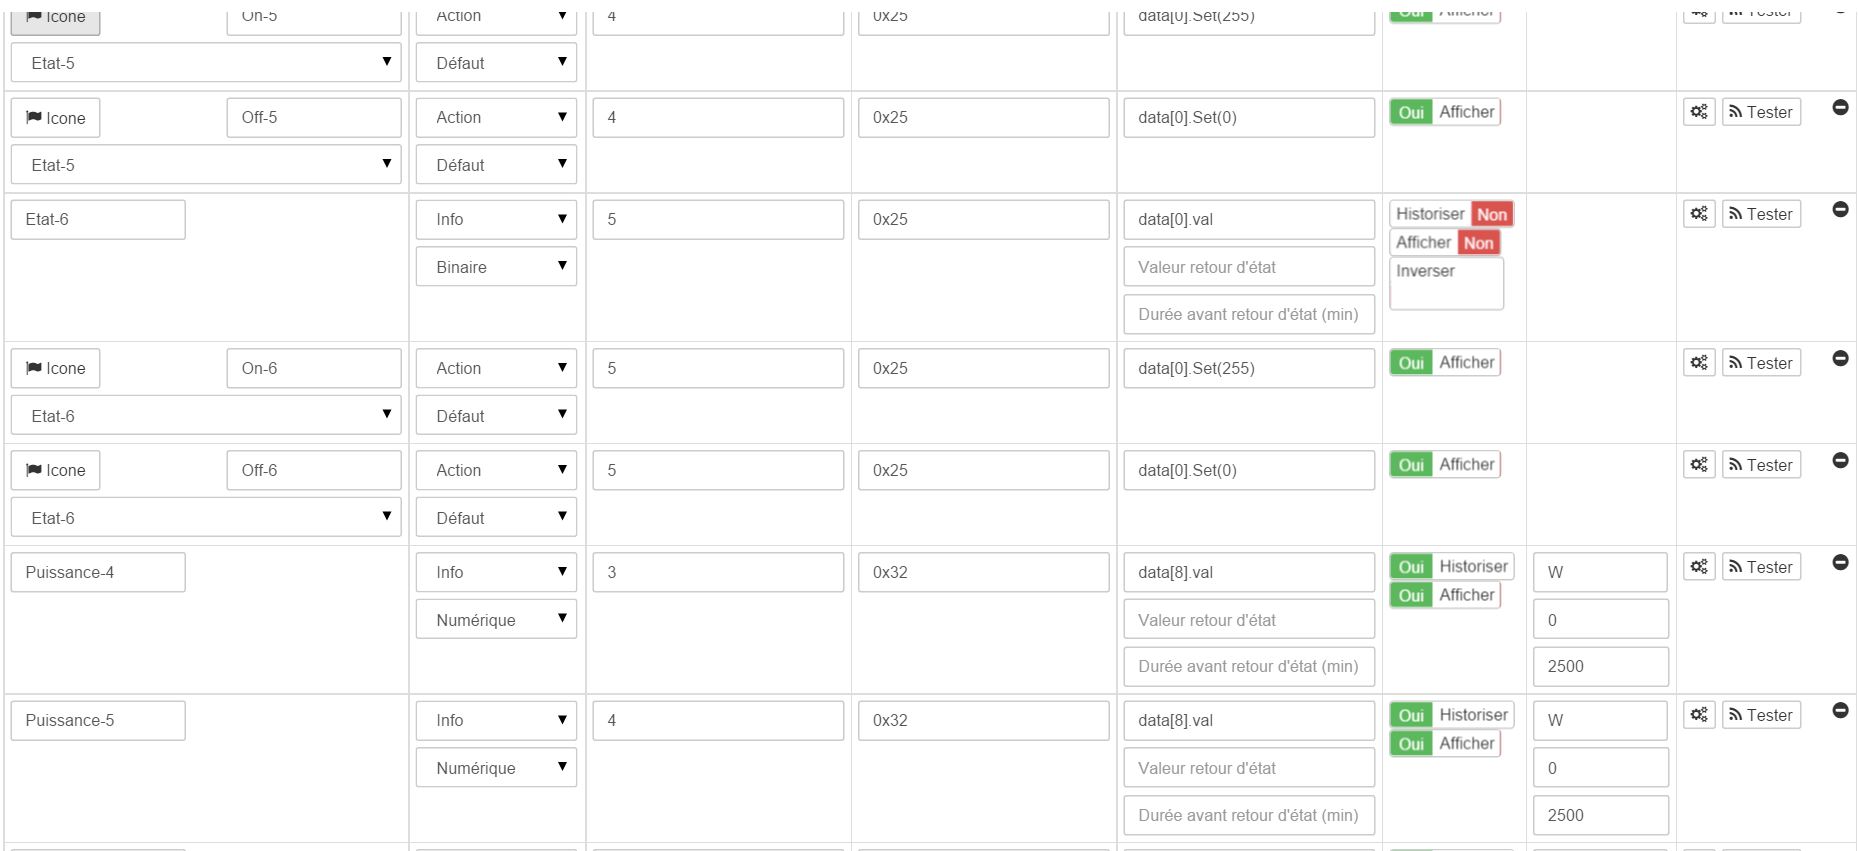 Icone On-5 Action 4 0x25 data[0].Set(255) Oui Afficher Tester
Etat-5 Défaut
Icone Off-5 Action 4 0x25 data[0].Set(0) Oui Afficher Tester
Etat-5 Défaut
Etat-6 Info 5 0x25 data[0].val Historiser Non Tester
Afficher Non
Binaire Valeur retour d'état Inverser
Durée avant retour d'état (min)
Icone On-6 Action 5 0x25 data[0].Set(255) Oui Afficher Tester
Etat-6 Défaut
Icone Off-6 Action 5 0x25 data[0].Set(0) Oui Afficher Tester
Etat-6 Défaut
Puissance-4 Info 3 0x32 data[8].val Oui Historiser W Tester
Oui Afficher
Numérique Valeur retour d'état 0
Durée avant retour d'état (min) 2500
Puissance-5 Info 4 0x32 data[8].val Oui Historiser W Tester
Oui Afficher
Numérique Valeur retour d'état 0
Durée avant retour d'état (min) 2500